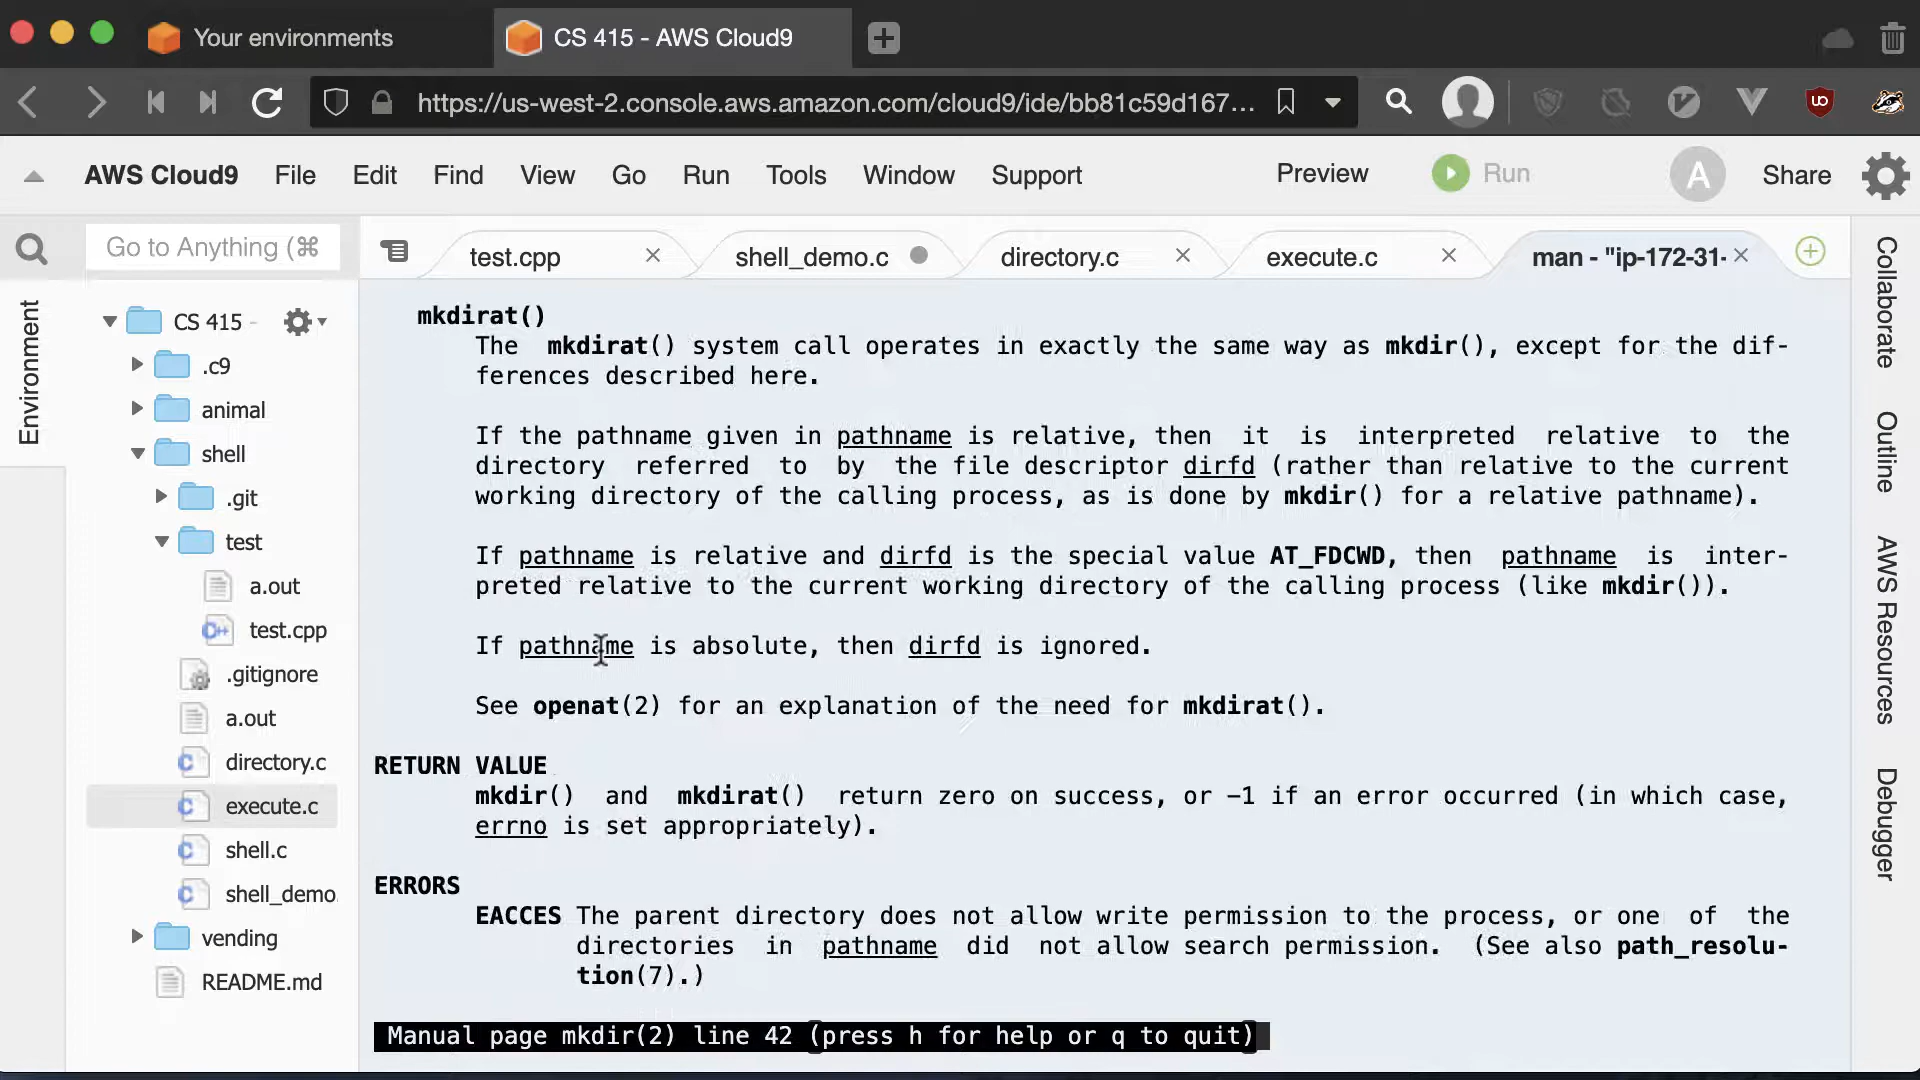 Your environments
CS 415 - AWS Cloud9
https://us-west-2.console.aws.amazon.com/cloud9/ide/bb81c59d167...
AWS Cloud9 File Edit Find View Go Run Tools Window Support Preview Run A Share
Go to Anything (⌘
test.cpp
shell_demo.c
directory.c
execute.c
man - "ip-172-31-
Environment
CS 415 -
.c9
animal
shell
.git
test
a.out
test.cpp
.gitignore
a.out
directory.c
execute.c
shell.c
shell_demo.
vending
README.md
mkdirat()
The mkdirat() system call operates in exactly the same way as mkdir(), except for the dif-
ferences described here.
If the pathname given in pathname is relative, then it is interpreted relative to the
directory referred to by the file descriptor dirfd (rather than relative to the current
working directory of the calling process, as is done by mkdir() for a relative pathname).
If pathname is relative and dirfd is the special value AT_FDCWD, then pathname is inter-
preted relative to the current working directory of the calling process (like mkdir()).
If pathname is absolute, then dirfd is ignored.
See openat(2) for an explanation of the need for mkdirat().
RETURN VALUE
mkdir() and mkdirat() return zero on success, or -1 if an error occurred (in which case,
errno is set appropriately).
ERRORS
EACCES The parent directory does not allow write permission to the process, or one of the
directories in pathname did not allow search permission. (See also path_resolu-
tion(7).)
Manual page mkdir(2) line 42 (press h for help or q to quit)
Collaborate
Outline
AWS Resources
Debugger